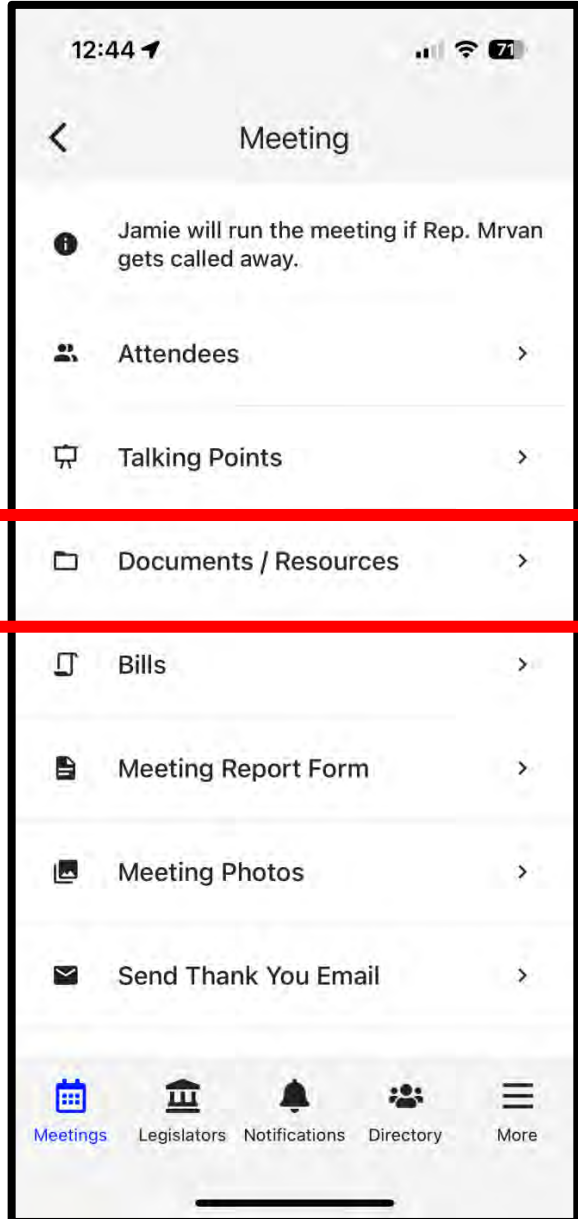 12:44
71
Meeting
Jamie will run the meeting if Rep. Mrvan
gets called away.
Attendees
Talking Points
Documents / Resources
Bills
Meeting Report Form
Meeting Photos
Send Thank You Email
Meetings Legislators Notifications Directory More